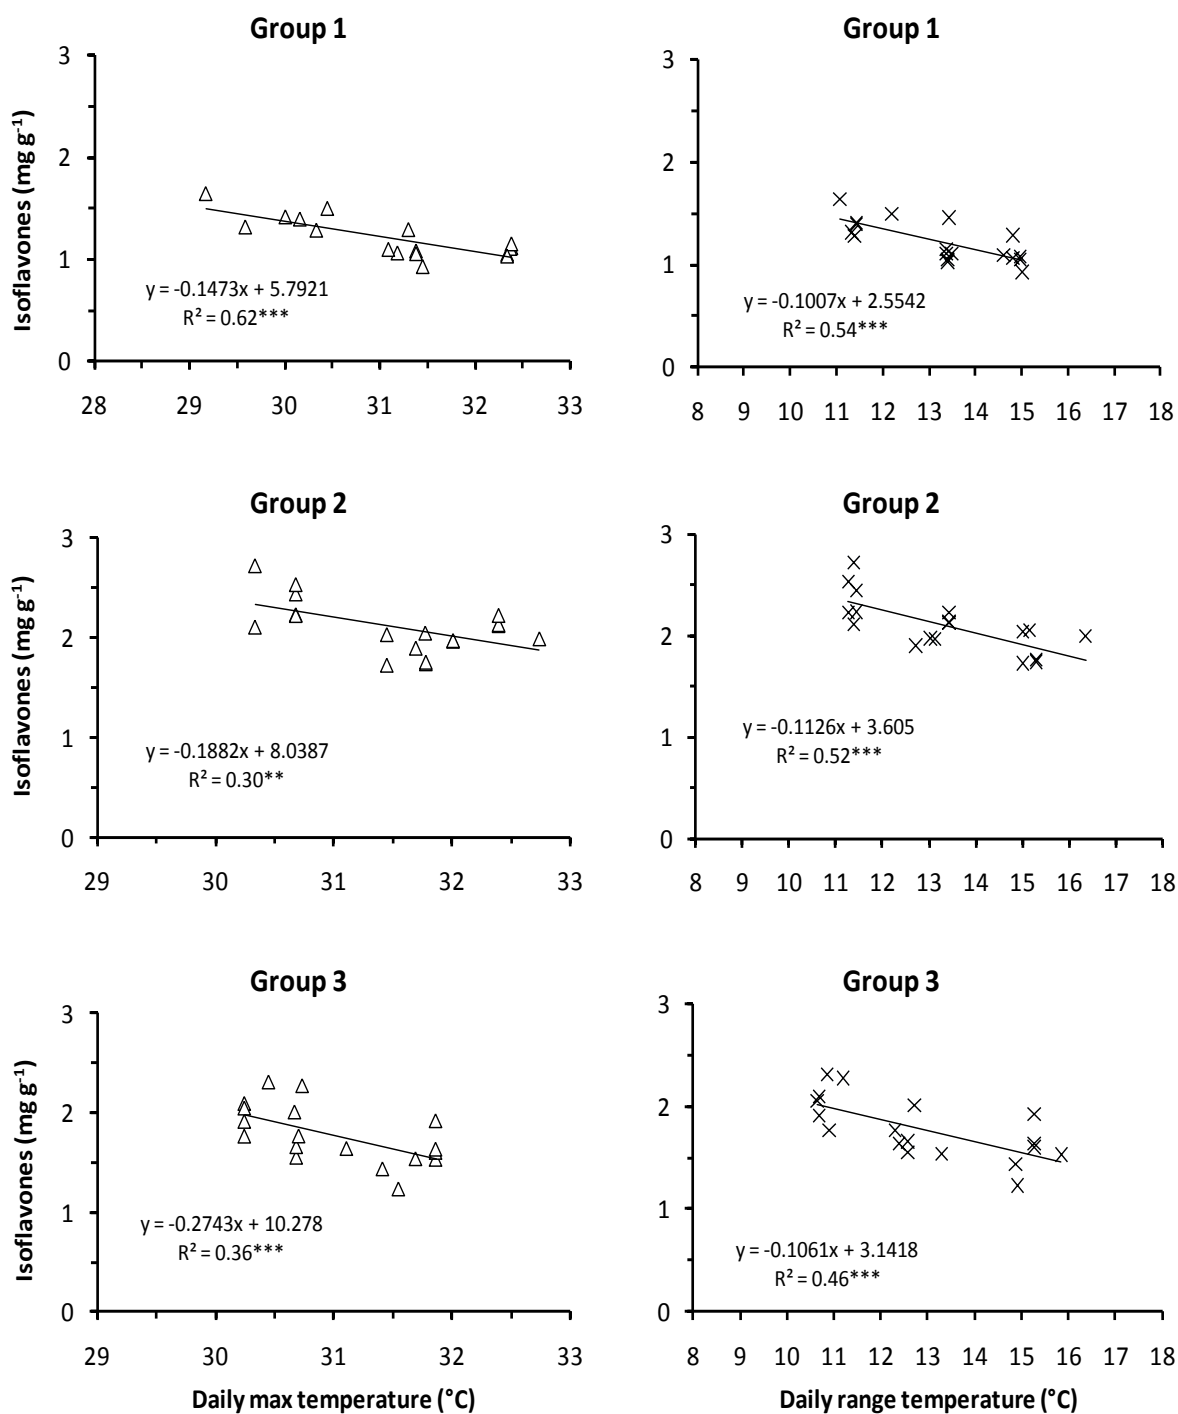 Group 1
Isoflavones (mg g⁻¹)
3
2
1
0
y = -0.1473x + 5.7921
R² = 0.62***
28 29 30 31 32 33
Group 1
3
2
1
0
y = -0.1007x + 2.5542
R² = 0.54***
8 9 10 11 12 13 14 15 16 17 18
Group 2
Isoflavones (mg g⁻¹)
3
2
1
0
y = -0.1882x + 8.0387
R² = 0.30**
29 30 31 32 33
Group 2
3
2
1
0
y = -0.1126x + 3.605
R² = 0.52***
8 9 10 11 12 13 14 15 16 17 18
Group 3
Isoflavones (mg g⁻¹)
3
2
1
0
y = -0.2743x + 10.278
R² = 0.36***
29 30 31 32 33
Daily max temperature (°C)
Group 3
3
2
1
0
y = -0.1061x + 3.1418
R² = 0.46***
8 9 10 11 12 13 14 15 16 17 18
Daily range temperature (°C)